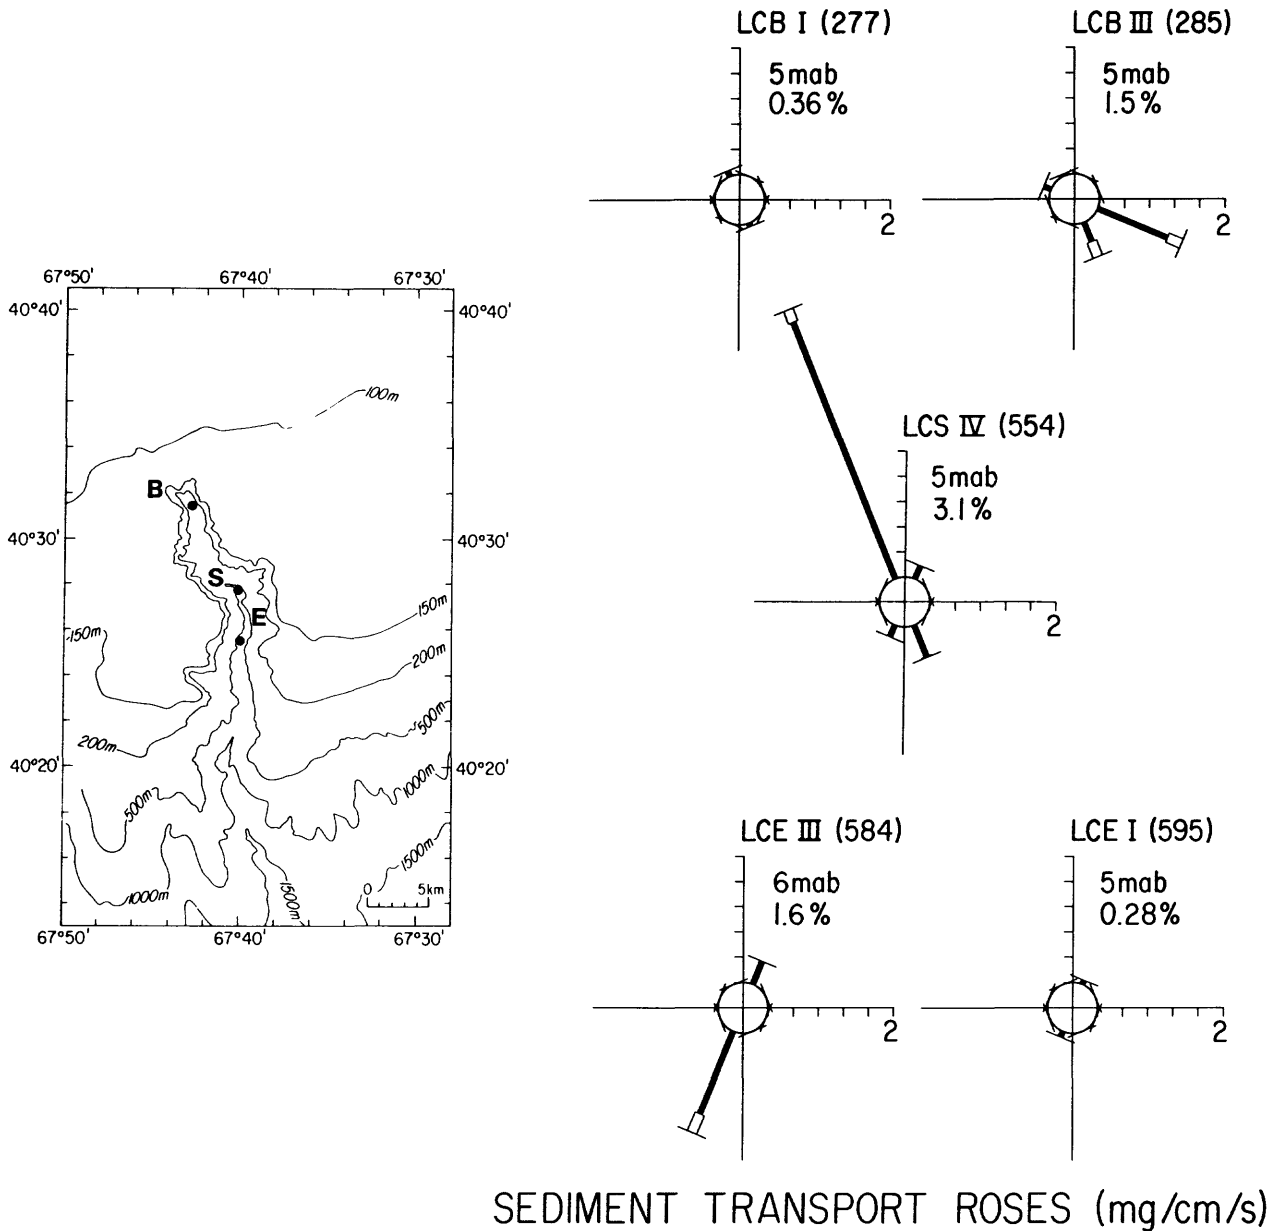 LCB I (277)
5mab
0.36%
2
LCB III (285)
5mab
1.5%
2
LCS IV (554)
5mab
3.1%
2
LCE III (584)
6mab
1.6%
2
LCE I (595)
5mab
0.28%
2
67°50' 67°40' 67°30'
40°40' 40°40'
100m
B
40°30' 40°30'
S
E
150m
150m
200m
200m
500m
40°20' 40°20'
500m
1000m
1500m
1000m
1500m
0 5km
67°50' 67°40' 67°30'
SEDIMENT TRANSPORT ROSES (mg/cm/s)